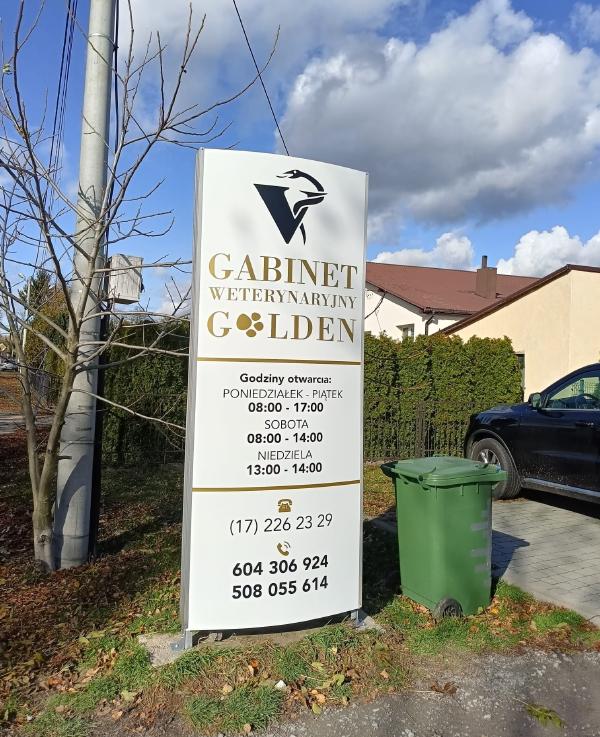 GABINET
WETERYNARYJNY
GOLDEN
Godziny otwarcia:
PONIEDZIAŁEK - PIĄTEK
08:00 - 17:00
SOBOTA
08:00 - 14:00
NIEDZIELA
13:00 - 14:00
(17) 226 23 29
604 306 924
508 055 614